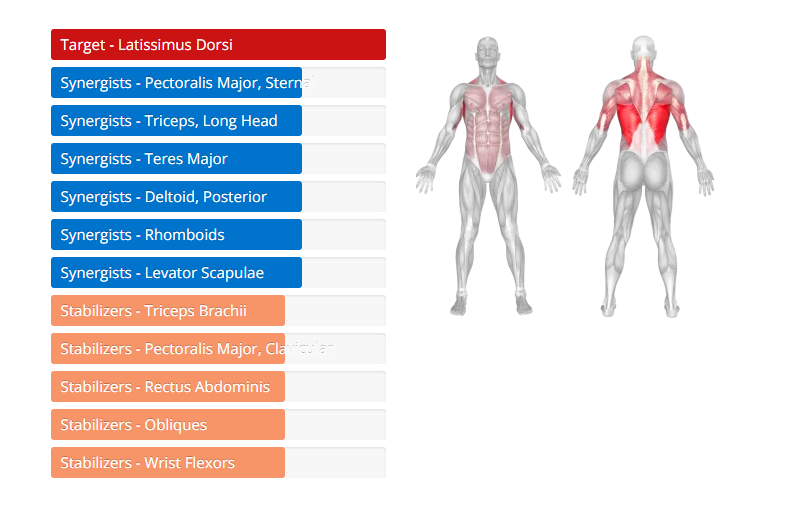 Target - Latissimus Dorsi
Synergists - Pectoralis Major, Sternal
Synergists - Triceps, Long Head
Synergists - Teres Major
Synergists - Deltoid, Posterior
Synergists - Rhomboids
Synergists - Levator Scapulae
Stabilizers - Triceps Brachii
Stabilizers - Pectoralis Major, Clavicular
Stabilizers - Rectus Abdominis
Stabilizers - Obliques
Stabilizers - Wrist Flexors